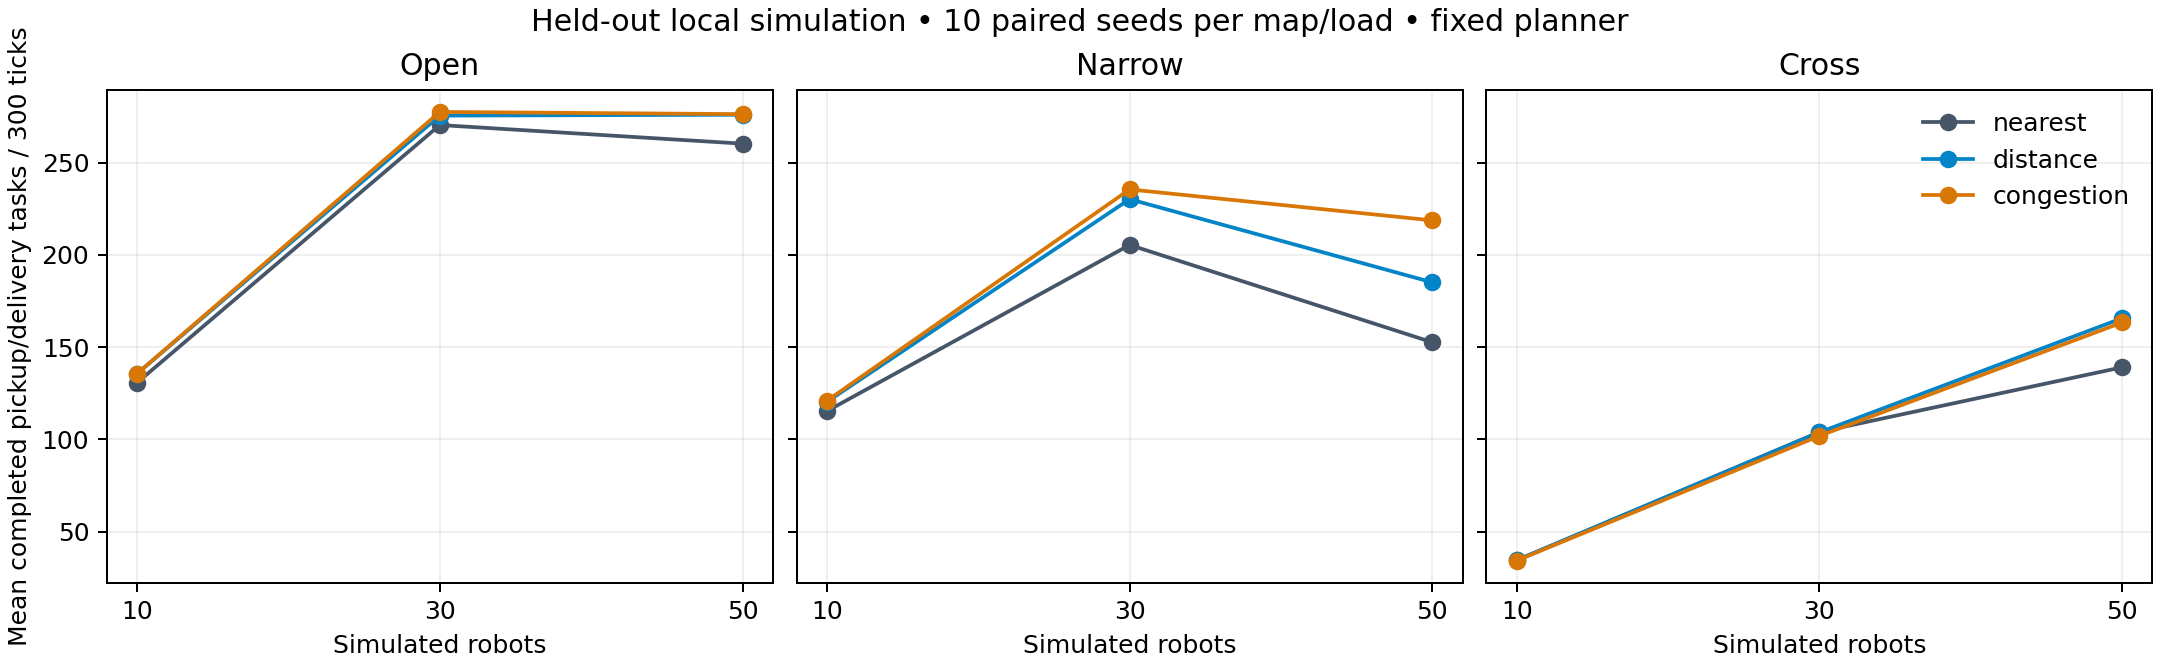 Held-out local simulation • 10 paired seeds per map/load • fixed planner
Mean completed pickup/delivery tasks / 300 ticks
Open
250
200
150
100
50
10 30 50
Simulated robots
Narrow
10 30 50
Simulated robots
Cross
nearest
distance
congestion
10 30 50
Simulated robots